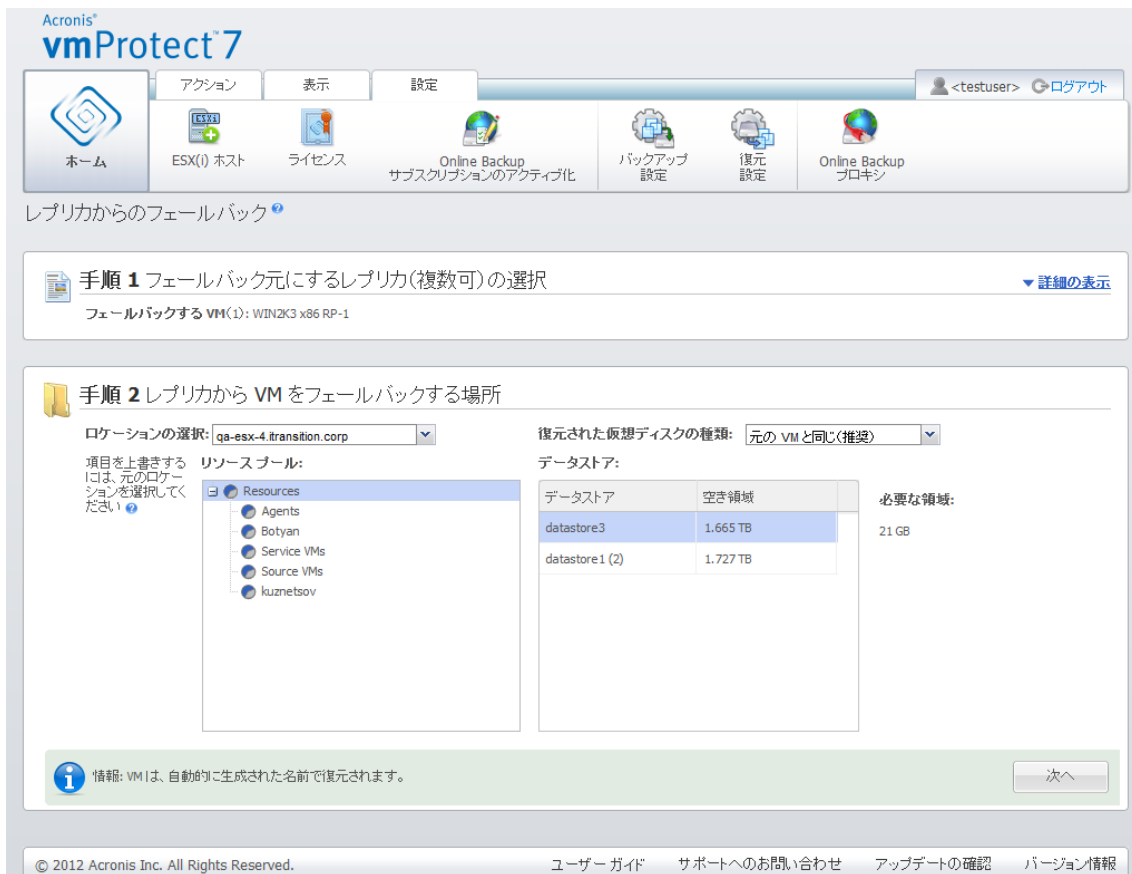 Acronis®
vmProtect™7
アクション
表示
設定
<testuser>
ログアウト
ホーム
ESX(i) ホスト
ライセンス
Online Backup
サブスクリプションのアクティブ化
バックアップ
設定
復元
設定
Online Backup
プロキシ
レプリカからのフェールバック
手順 1 フェールバック元にするレプリカ(複数可)の選択
詳細の表示
フェールバックする VM(1): WIN2K3 x86 RP-1
手順 2 レプリカから VM をフェールバックする場所
ロケーションの選択: qa-esx-4.itransition.corp
復元された仮想ディスクの種類: 元の VM と同じ(推奨)
項目を上書きする
には、元のロケー
ションを選択してく
ださい
リソース プール:
Resources
Agents
Botyan
Service VMs
Source VMs
kuznetsov
データストア:
データストア 空き領域
datastore3 1.665 TB
datastore1 (2) 1.727 TB
必要な領域:
21 GB
情報: VM は、自動的に生成された名前で復元されます。
次へ
© 2012 Acronis Inc. All Rights Reserved.
ユーザー ガイド サポートへのお問い合わせ アップデートの確認 バージョン情報